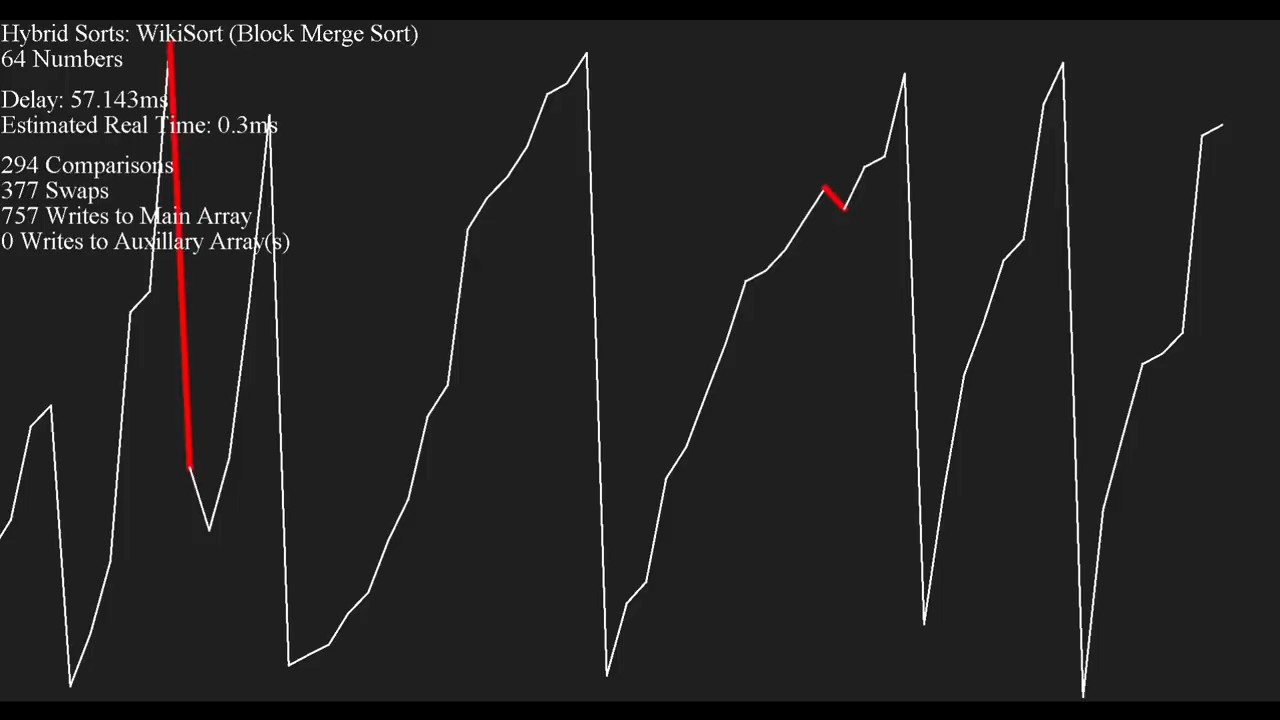 Hybrid Sorts: WikiSort (Block Merge Sort)
64 Numbers
Delay: 57.143ms
Estimated Real Time: 0.3ms
294 Comparisons
377 Swaps
757 Writes to Main Array
0 Writes to Auxillary Array(s)